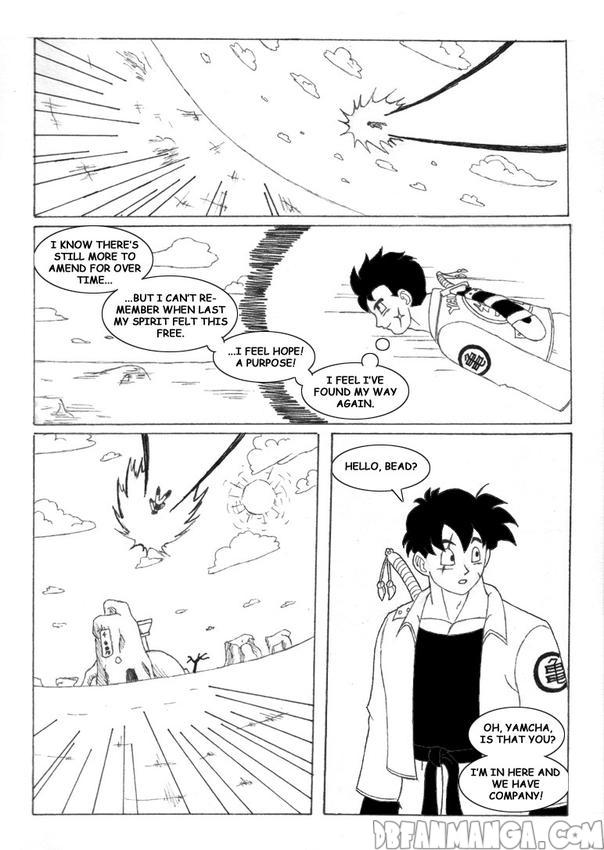 I KNOW THERE'S
STILL MORE TO
AMEND FOR OVER
TIME...
...BUT I CAN'T RE-
MEMBER WHEN LAST
MY SPIRIT FELT THIS
FREE.
...I FEEL HOPE!
A PURPOSE!
I FEEL I'VE
FOUND MY WAY
AGAIN.
HELLO, BEAD?
亀
OH, YAMCHA,
IS THAT YOU?
I'M IN HERE AND
WE HAVE
COMPANY!
DBFANMANGA.COM